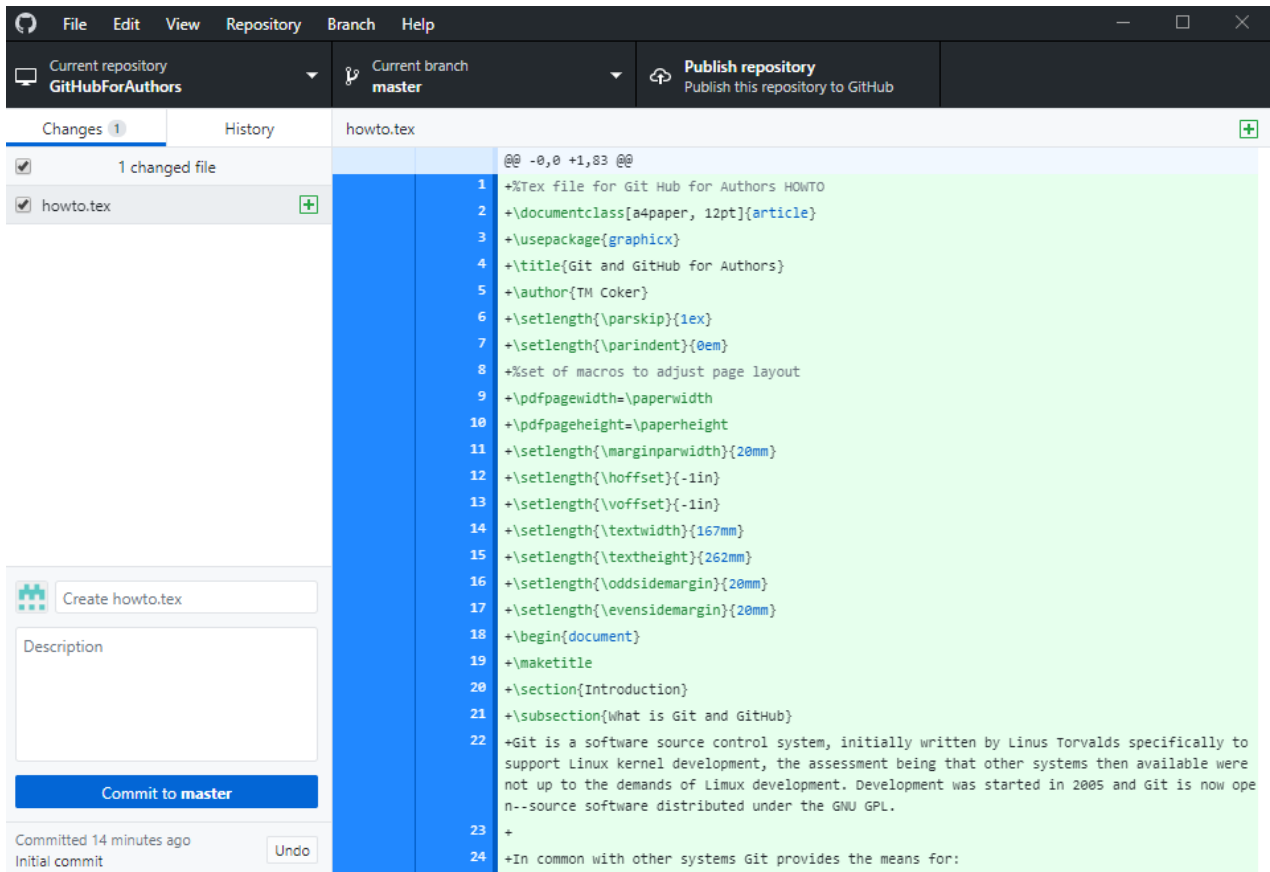 File Edit View Repository Branch Help
Current repository
GitHubForAuthors
Current branch
master
Publish repository
Publish this repository to GitHub
Changes 1 History
howto.tex
1 changed file
howto.tex
@@ -0,0 +1,83 @@
1 +%Tex file for Git Hub for Authors HOWTO
2 +\documentclass[a4paper, 12pt]{article}
3 +\usepackage{graphicx}
4 +\title{Git and GitHub for Authors}
5 +\author{TM Coker}
6 +\setlength{\parskip}{1ex}
7 +\setlength{\parindent}{0em}
8 +%set of macros to adjust page layout
9 +\pdfpagewidth=\paperwidth
10 +\pdfpageheight=\paperheight
11 +\setlength{\marginparwidth}{20mm}
12 +\setlength{\hoffset}{-1in}
13 +\setlength{\voffset}{-1in}
14 +\setlength{\textwidth}{167mm}
15 +\setlength{\textheight}{262mm}
16 +\setlength{\oddsidemargin}{20mm}
17 +\setlength{\evensidemargin}{20mm}
18 +\begin{document}
19 +\maketitle
20 +\section{Introduction}
21 +\subsection{What is Git and GitHub}
22 +Git is a software source control system, initially written by Linus Torvalds specifically to
support Linux kernel development, the assessment being that other systems then available were
not up to the demands of Limux development. Development was started in 2005 and Git is now ope
n--source software distributed under the GNU GPL.
23 +
24 +In common with other systems Git provides the means for:
Create howto.tex
Description
Commit to master
Committed 14 minutes ago
Initial commit
Undo